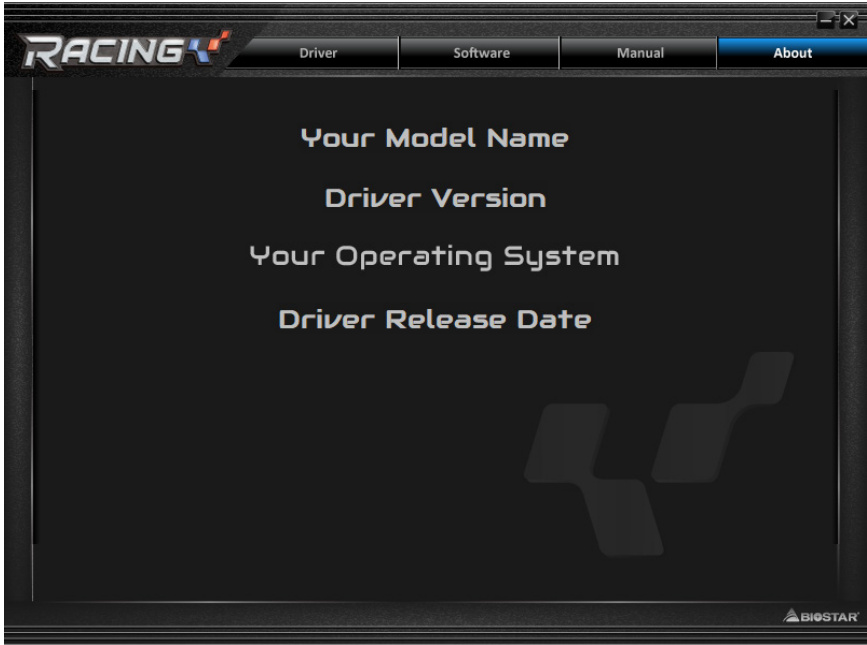 RACING
Driver
Software
Manual
About
Your Model Name
Driver Version
Your Operating System
Driver Release Date
BIOSTAR